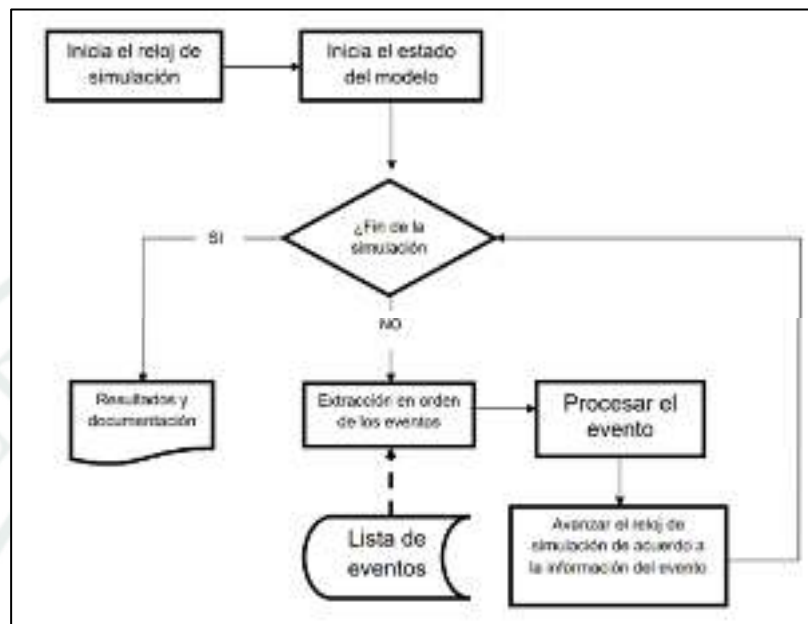 Inicia el reloj de
simulación
Inicia el estado
del modelo
¿Fin de la
simulación
SI
NO
Resultados y
documentación
Extracción en orden
de los eventos
Procesar el
evento
Lista de
eventos
Avanzar el reloj de
simulación de acuerdo a
la información del evento